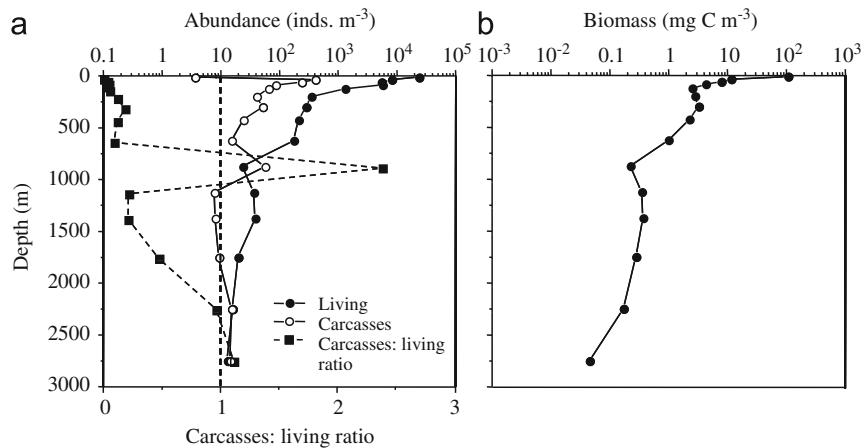 a
Abundance (inds. m-3)
0.1 1 10 10² 10³ 10⁴ 10⁵
0
500
1000
1500
2000
2500
3000
Depth (m)
Living
Carcasses
Carcasses: living
ratio
0 1 2 3
Carcasses: living ratio
b
Biomass (mg C m-3)
10-3 10-2 0.1 1 10 10² 10³